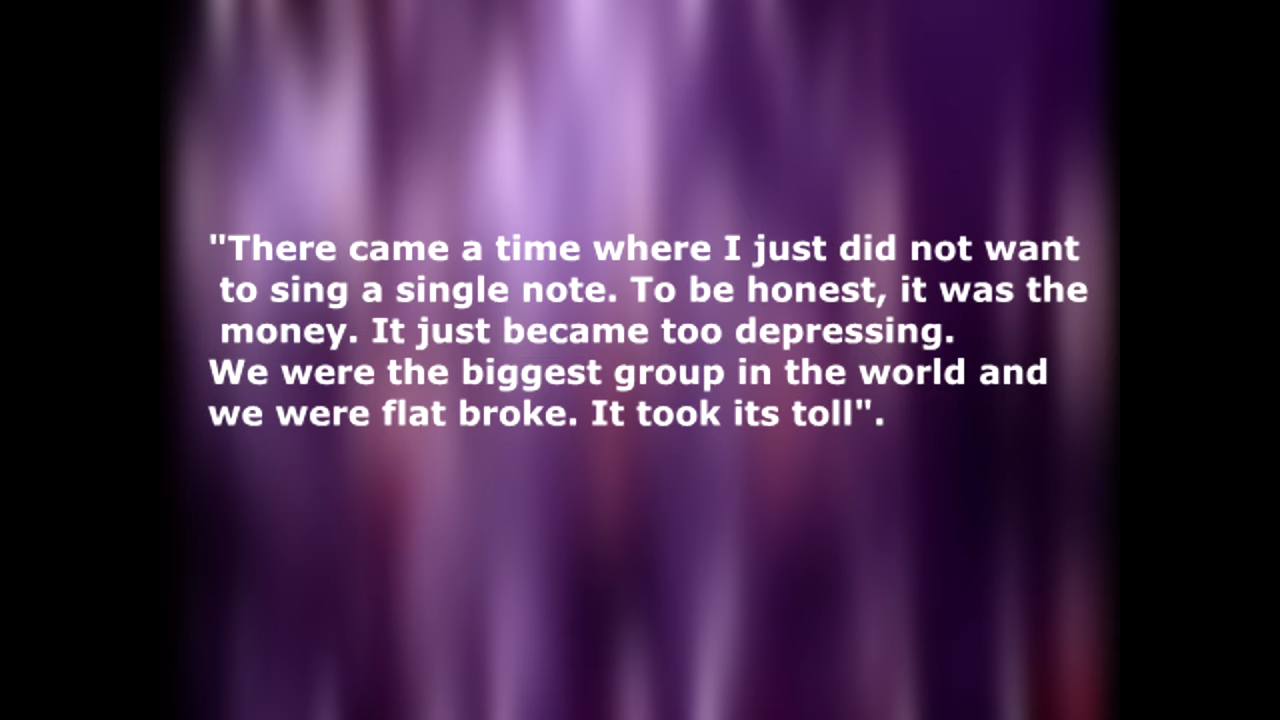 "There came a time where I just did not want
to sing a single note. To be honest, it was the
money. It just became too depressing.
We were the biggest group in the world and
we were flat broke. It took its toll".